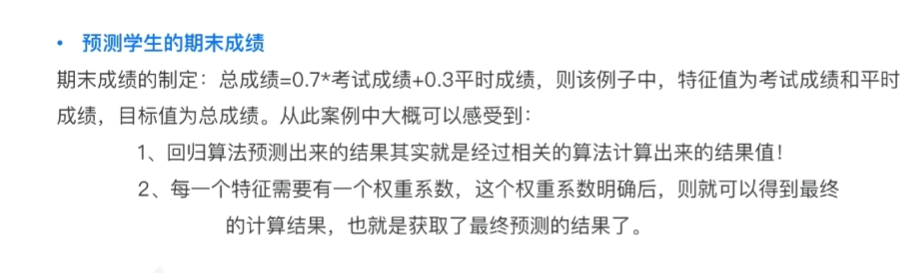 • 预测学生的期末成绩
期末成绩的制定：总成绩=0.7*考试成绩+0.3平时成绩，则该例子中，特征值为考试成绩和平时
成绩，目标值为总成绩。从此案例中大概可以感受到：
1、回归算法预测出来的结果其实就是经过相关的算法计算出来的结果值！
2、每一个特征需要有一个权重系数，这个权重系数明确后，则就可以得到最终
的计算结果，也就是获取了最终预测的结果了。